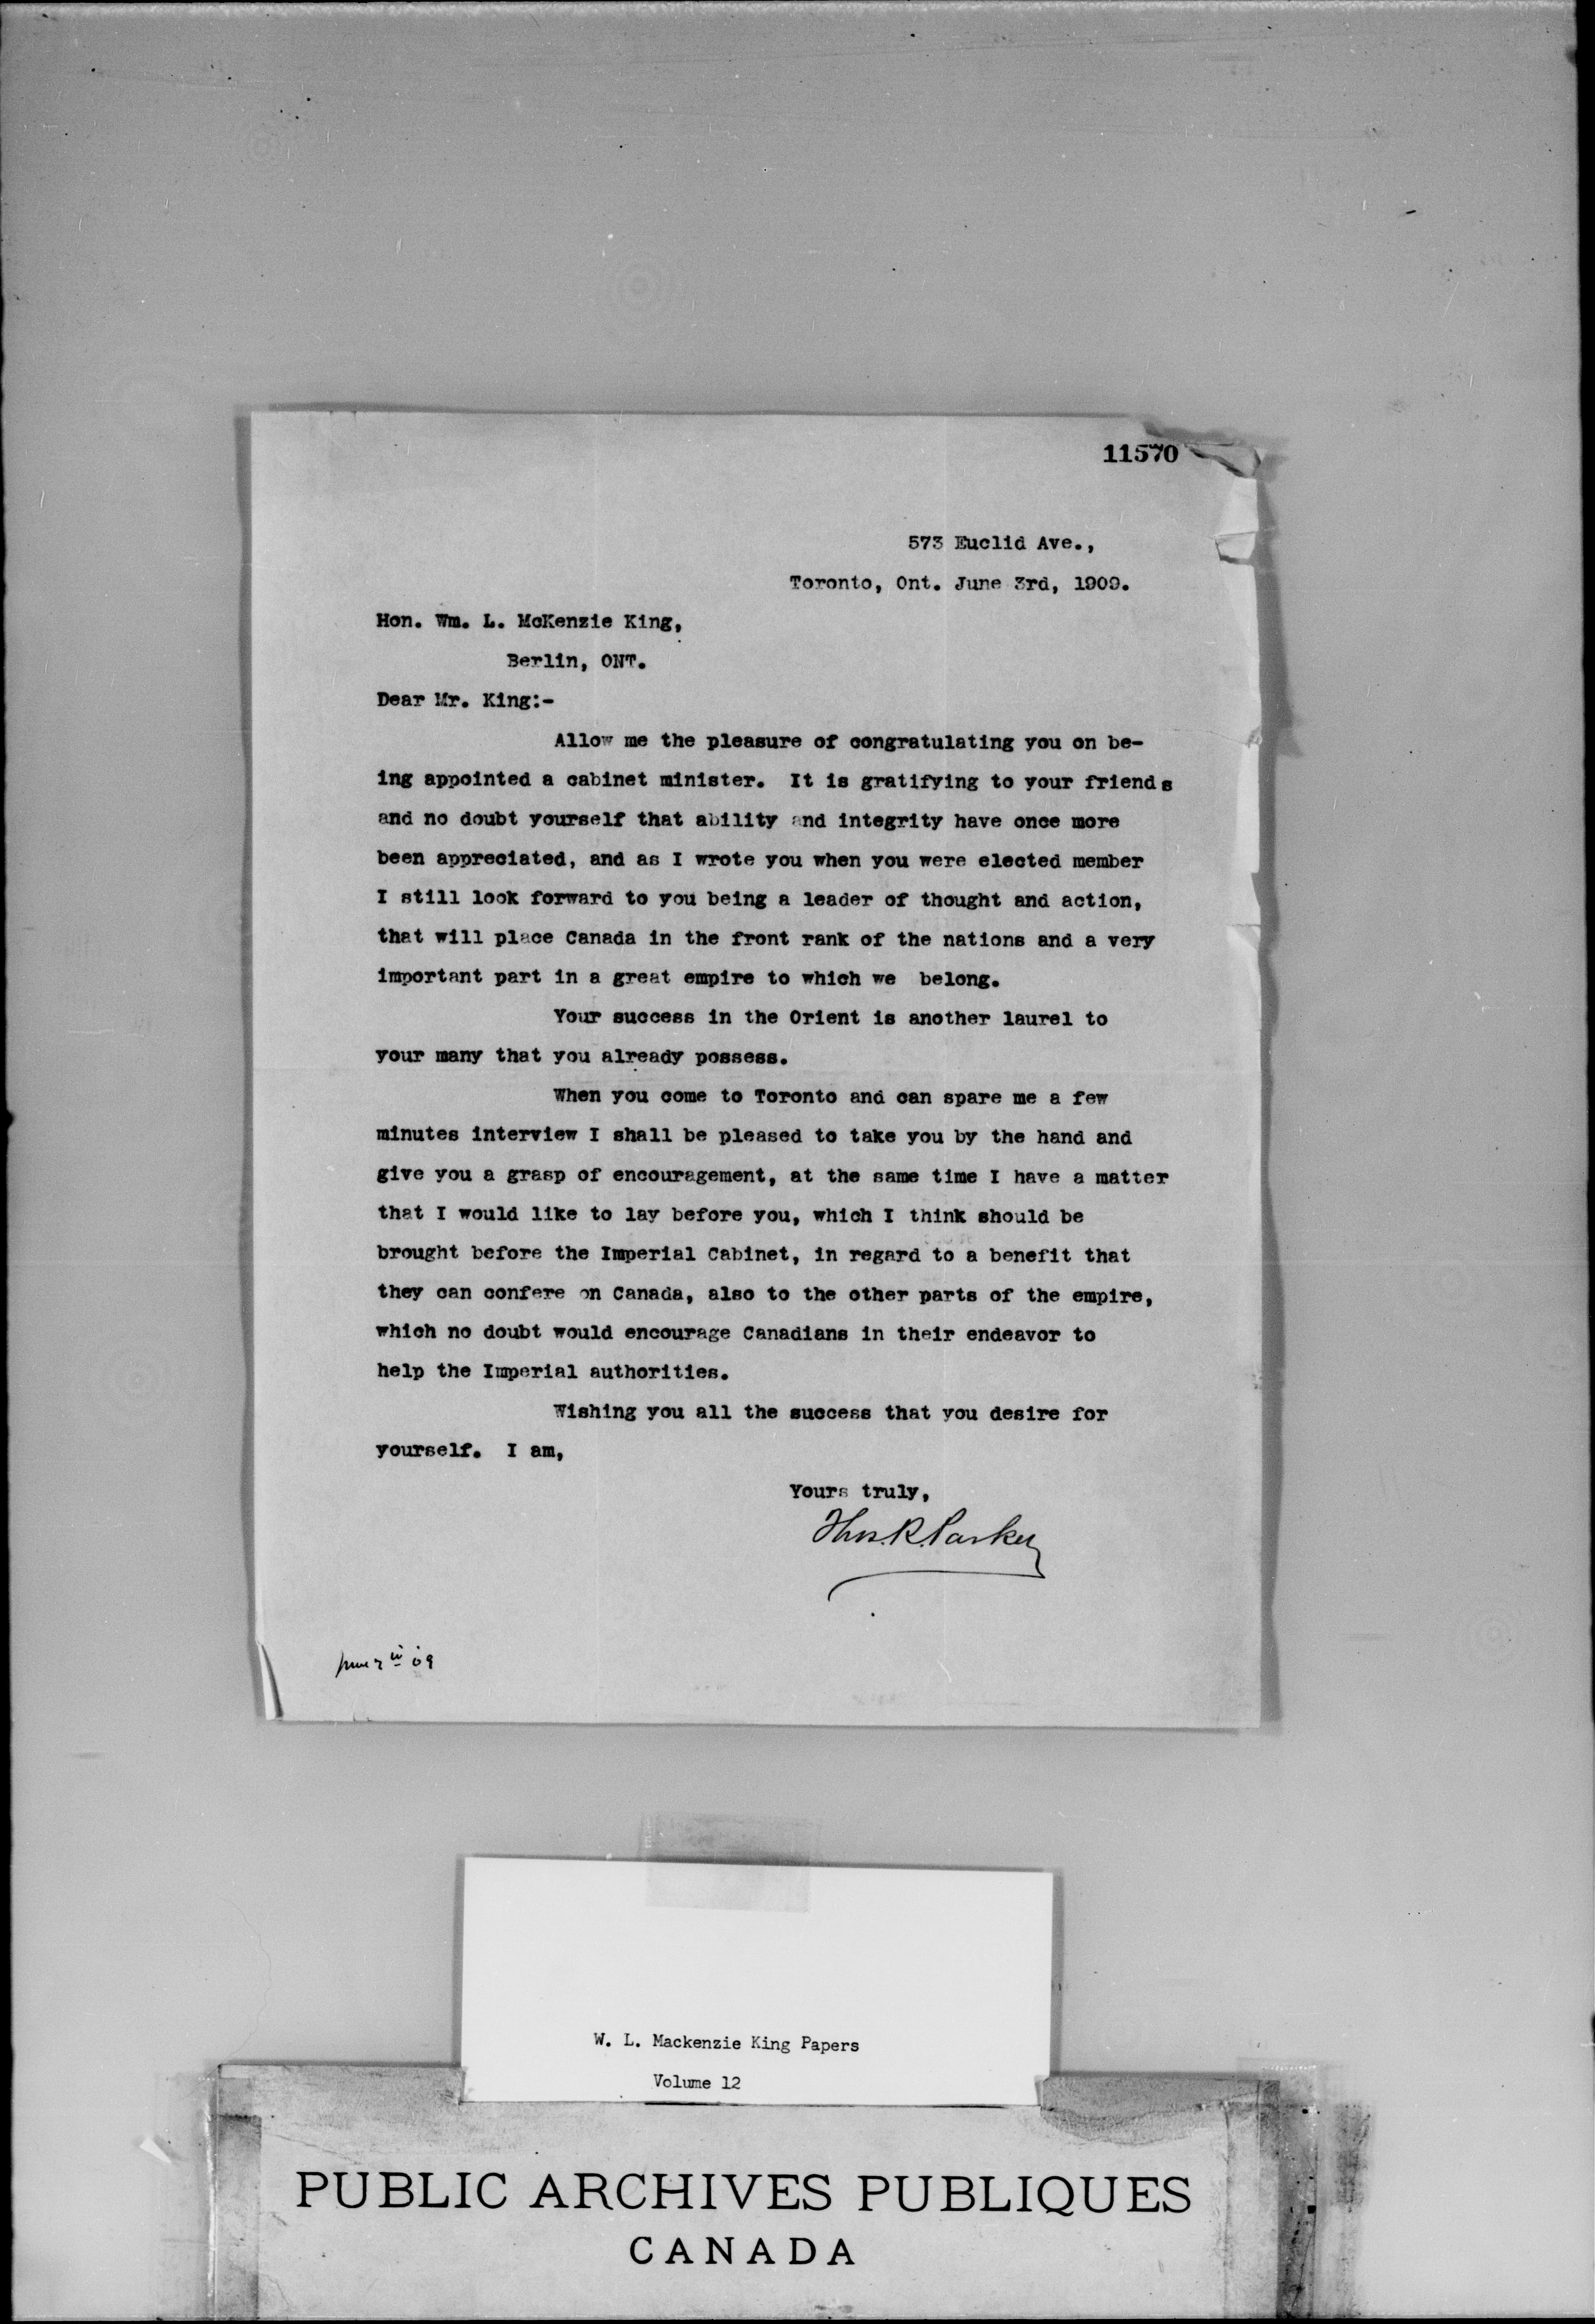 11570
573 Euclid Ave.,
Toronto, Ont. June 3rd, 1909.
Hon. Wm. L. McKenzie King,
Berlin, ONT.
Dear Mr. King:-
Allow me the pleasure of congratulating you on be-
ing appointed a cabinet minister. It is gratifying to your friends
and no doubt yourself that ability and integrity have once more
been appreciated, and as I wrote you when you were elected member
I still look forward to you being a leader of thought and action,
that will place Canada in the front rank of the nations and a very
important part in a great empire to which we belong.
Your success in the Orient is another laurel to
your many that you already possess.
When you come to Toronto and can spare me a few
minutes interview I shall be pleased to take you by the hand and
give you a grasp of encouragement, at the same time I have a matter
that I would like to lay before you, which I think should be
brought before the Imperial Cabinet, in regard to a benefit that
they can confere on Canada, also to the other parts of the empire,
which no doubt would encourage Canadians in their endeavor to
help the Imperial authorities.
Wishing you all the success that you desire for
yourself. I am,
Yours truly,
Thos. R. Parker
09
W. L. Mackenzie King Papers
Volume 12
PUBLIC ARCHIVES PUBLIQUES
CANADA